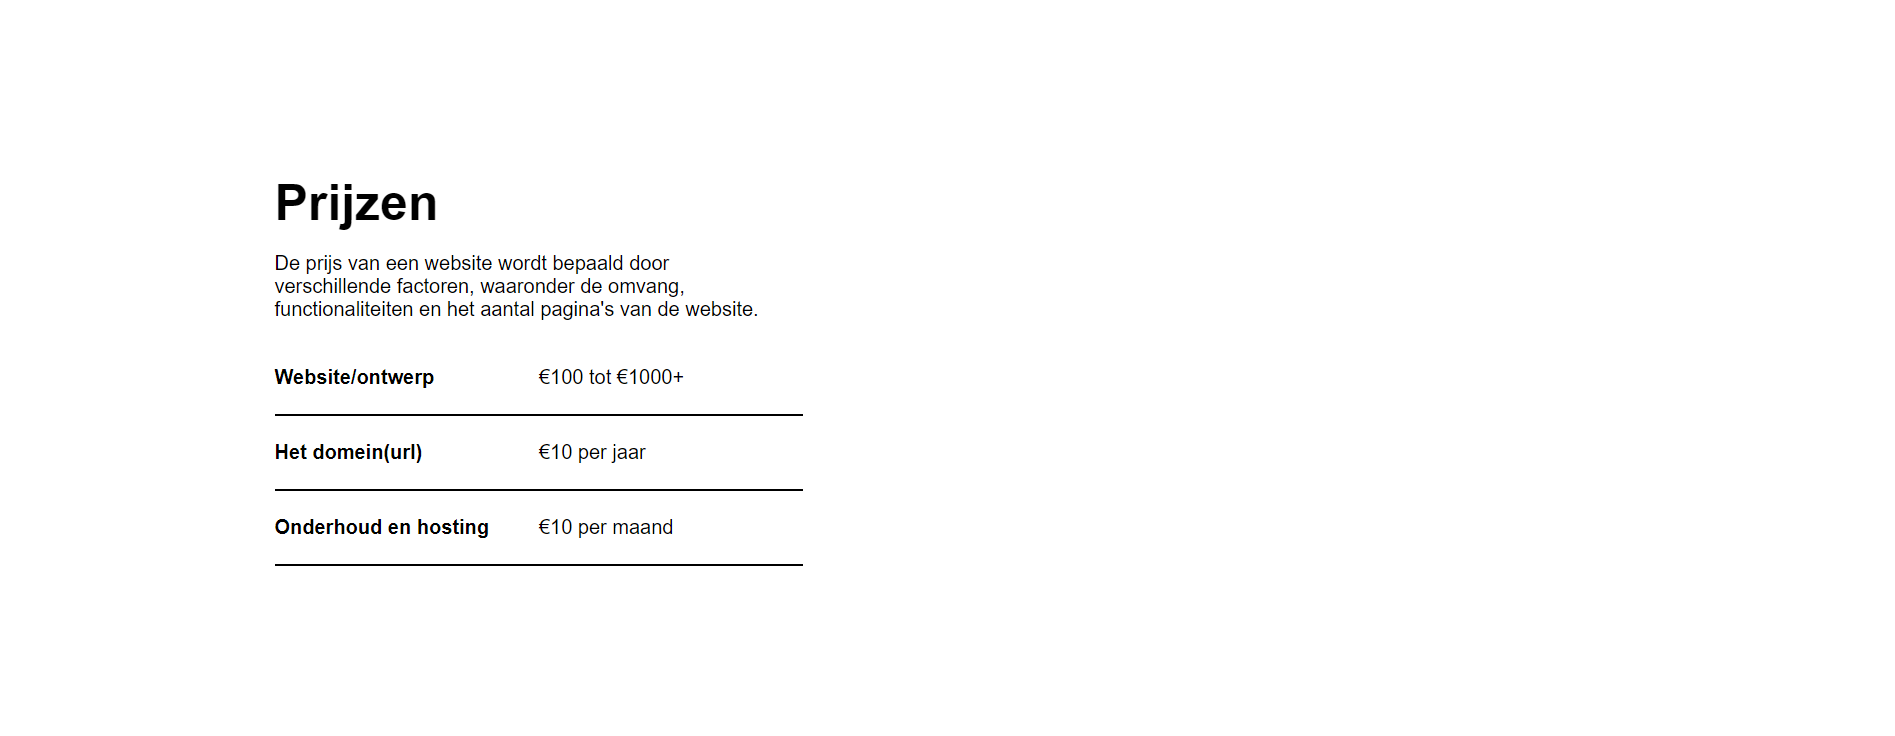 Prijzen
De prijs van een website wordt bepaald door
verschillende factoren, waaronder de omvang,
functionaliteiten en het aantal pagina's van de website.
Website/ontwerp €100 tot €1000+
Het domein(url) €10 per jaar
Onderhoud en hosting €10 per maand